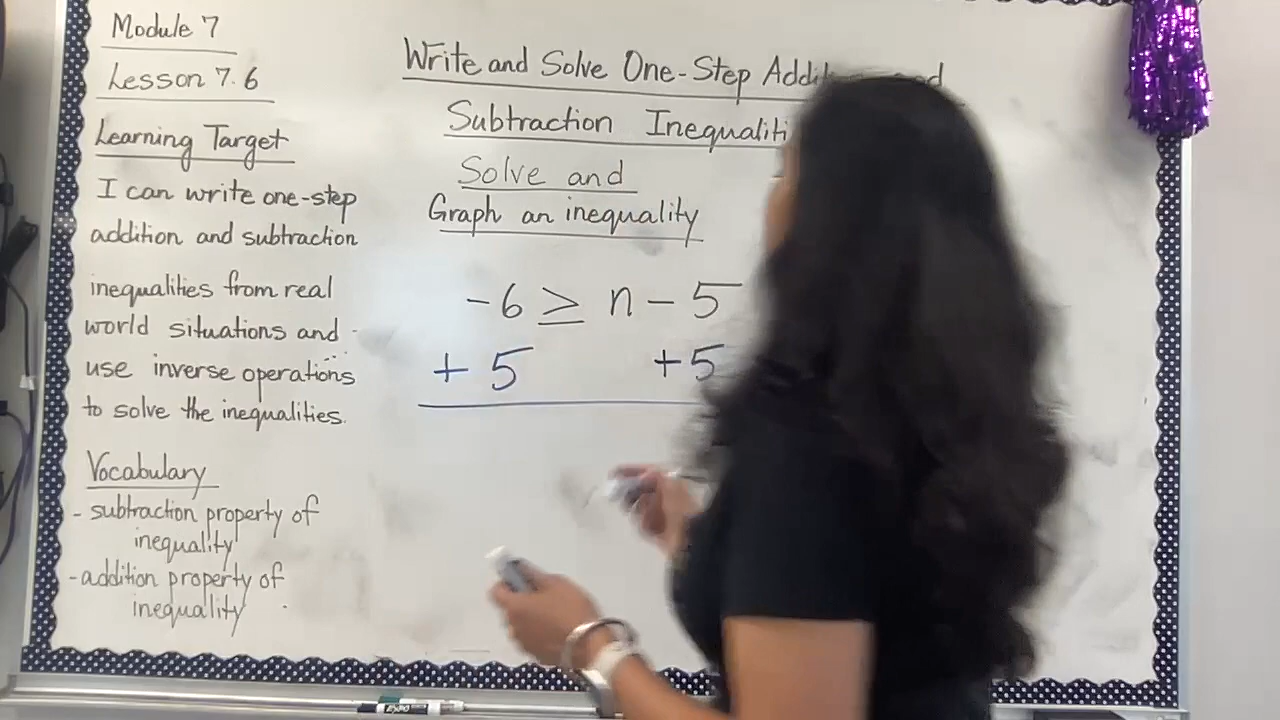 Module 7
Lesson 7.6
Learning Target
I can write one-step
addition and subtraction
inequalities from real
world situations and
use inverse operations
to solve the inequalities.
Vocabulary
- subtraction property of
inequality
- addition property of
inequality
Write and Solve One-Step
Subtraction
Solve and
Graph an inequality
-6 ≥ n - 5
+ 5 +5
EXPO